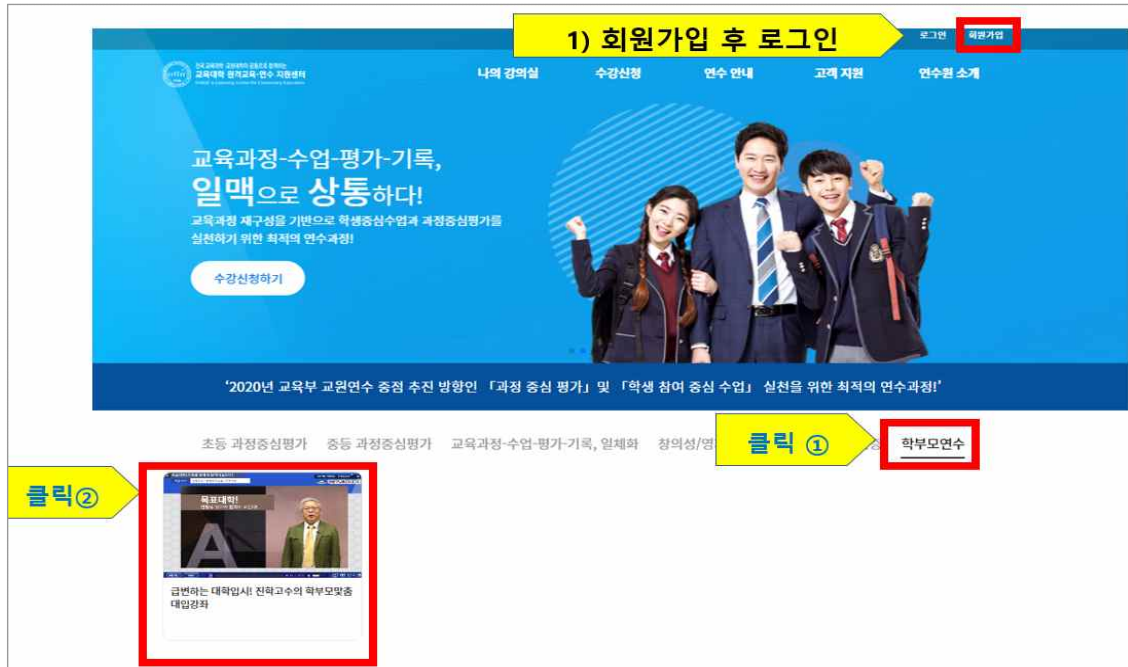 1) 회원가입 후 로그인
로그인 회원가입
교육대학 원격교육·연수 지원센터
나의 강의실 수강신청 연수 안내 고객 지원 연수원 소개
교육과정-수업-평가-기록,
일맥으로 상통하다!
교육과정 재구성을 기반으로 학생중심수업과 과정중심평가를
실천하기 위한 최적의 연수과정!
수강신청하기
'2020년 교육부 교원연수 중점 추진 방향인 「과정 중심 평가」 및 「학생 참여 중심 수업」 실천을 위한 최적의 연수과정!'
초등 과정중심평가 중등 과정중심평가 교육과정-수업-평가-기록, 일체화 창의성/영 클릭 ① 학부모연수
클릭②
목표대학!
A
급변하는 대학입시! 진학고수의 학부모맞춤
대입강좌